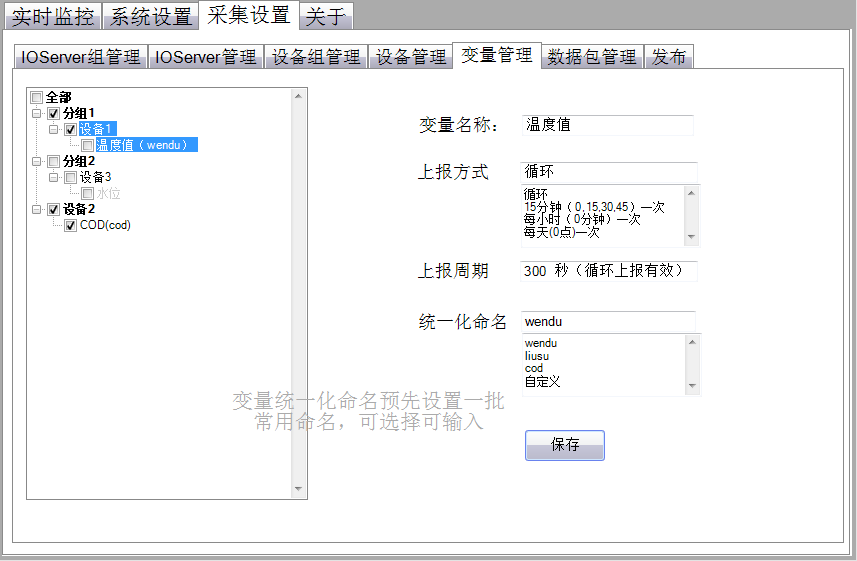 实时监控 系统设置 采集设置 关于
IOServer组管理 IOServer管理 设备组管理 设备管理 变量管理 数据包管理 发布
全部
分组1
设备1
温度值（wendu）
分组2
设备3
水位
设备2
COD(cod)
变量名称： 温度值
上报方式 循环
循环
15分钟（0,15,30,45）一次
每小时（0分钟）一次
每天(0点)一次
上报周期 300 秒（循环上报有效）
统一化命名 wendu
wendu
liusu
cod
自定义
变量统一化命名预先设置一批
常用命名，可选择可输入
保存